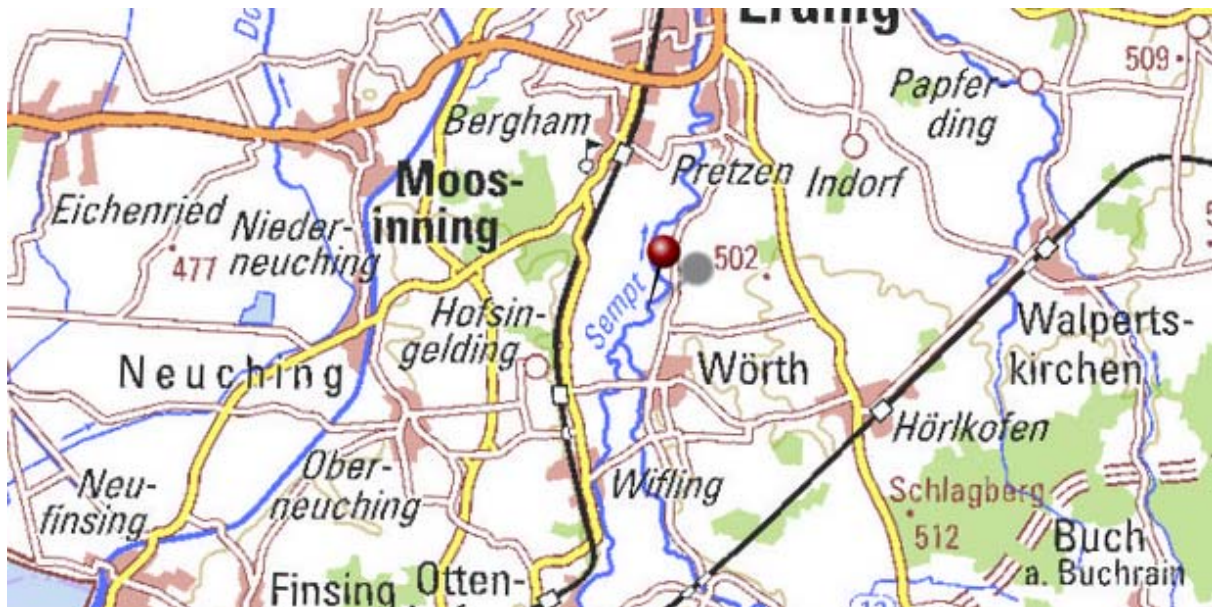 Erding
509
Papfer-
ding
Bergham
Pretzen
Indorf
Moos-
inning
Eichenried
Nieder-
neuching
477
502
Sempt
Hofsin-
gelding
Walperts-
kirchen
Neuching
Wörth
Hörlkofen
Ober-
neuching
Wifling
Neu-
finsing
Schlagberg
512
Buch
a. Buchrain
Finsing
Otten-